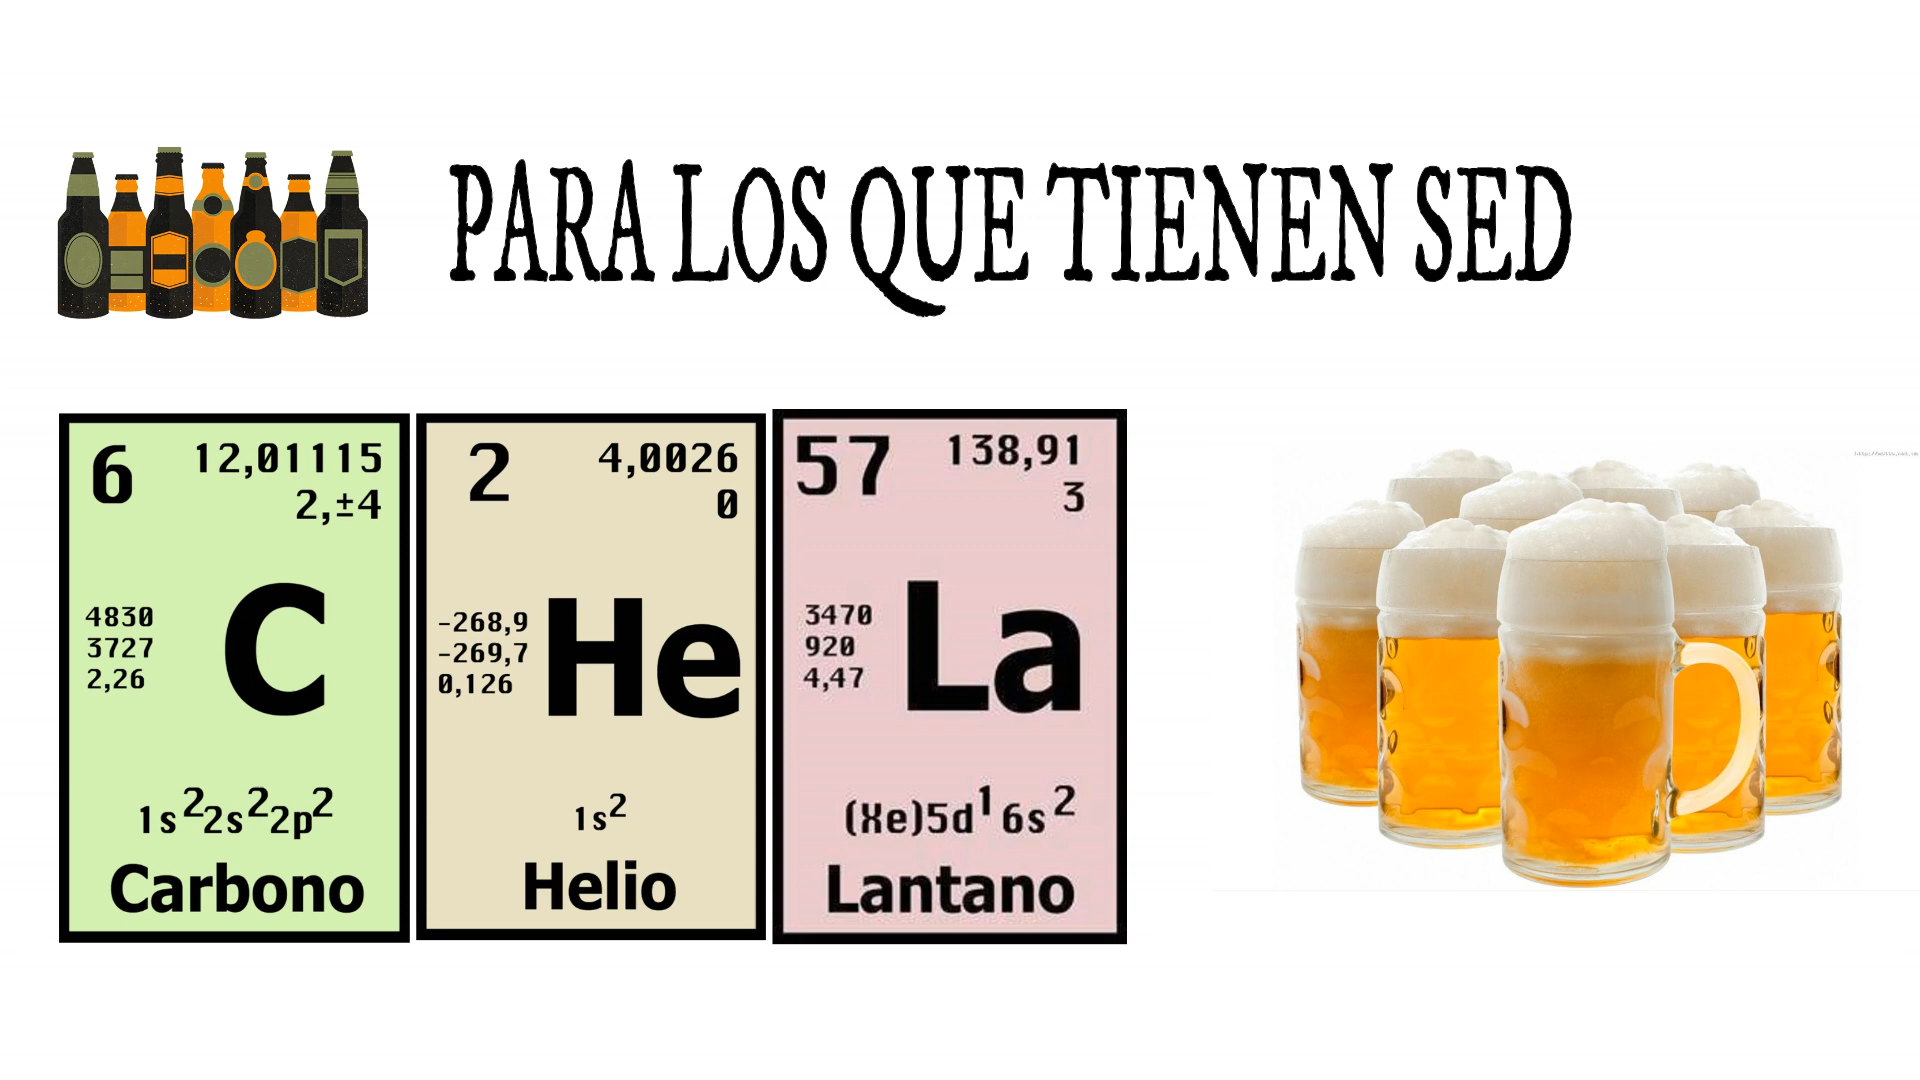 PARA LOS QUE TIENEN SED
6 12,01115
2,±4
4830
3727
2,26
C
1s²2s²2p²
Carbono
2 4,0026
0
-268,9
-269,7
0,126
He
1s²
Helio
57 138,91
3
3470
920
4,47
La
(Xe)5d¹6s²
Lantano